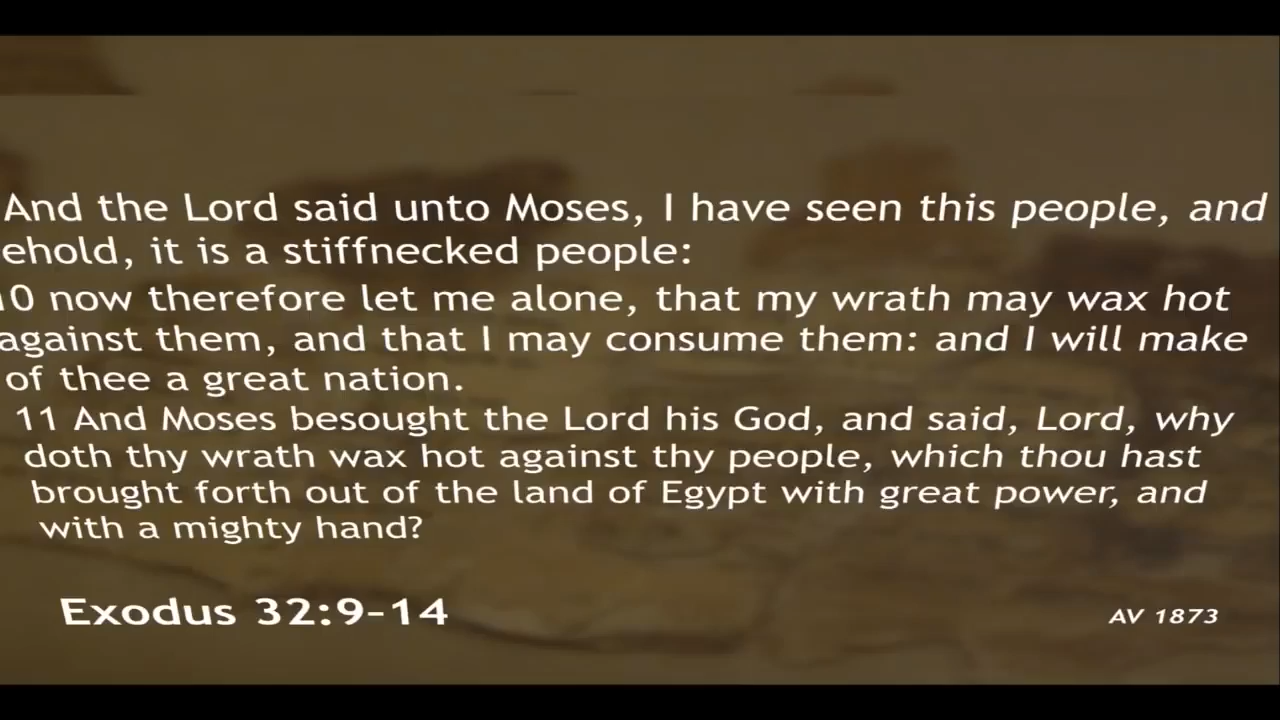 And the Lord said unto Moses, I have seen this people, and
ehold, it is a stiffnecked people:
10 now therefore let me alone, that my wrath may wax hot
against them, and that I may consume them: and I will make
of thee a great nation.
11 And Moses besought the Lord his God, and said, Lord, why
doth thy wrath wax hot against thy people, which thou hast
brought forth out of the land of Egypt with great power, and
with a mighty hand?
Exodus 32:9-14
AV 1873